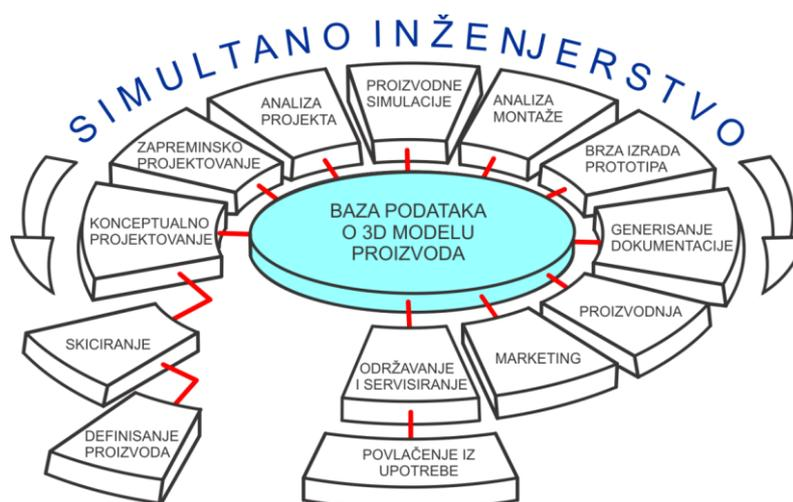 SIMULTANO INŽENJERSTVO
PROIZVODNE
SIMULACIJE
ANALIZA
PROJEKTA
ANALIZA
MONTAŽE
ZAPREMINSKO
PROJEKTOVANJE
BRZA IZRADA
PROTOTIPA
KONCEPTUALNO
PROJEKTOVANJE
BAZA PODATAKA
O 3D MODELU
PROIZVODA
GENERISANJE
DOKUMENTACIJE
SKICIRANJE
PROIZVODNJA
ODRŽAVANJE
I SERVISIRANJE
MARKETING
DEFINISANJE
PROIZVODA
POVLAČENJE IZ
UPOTREBE